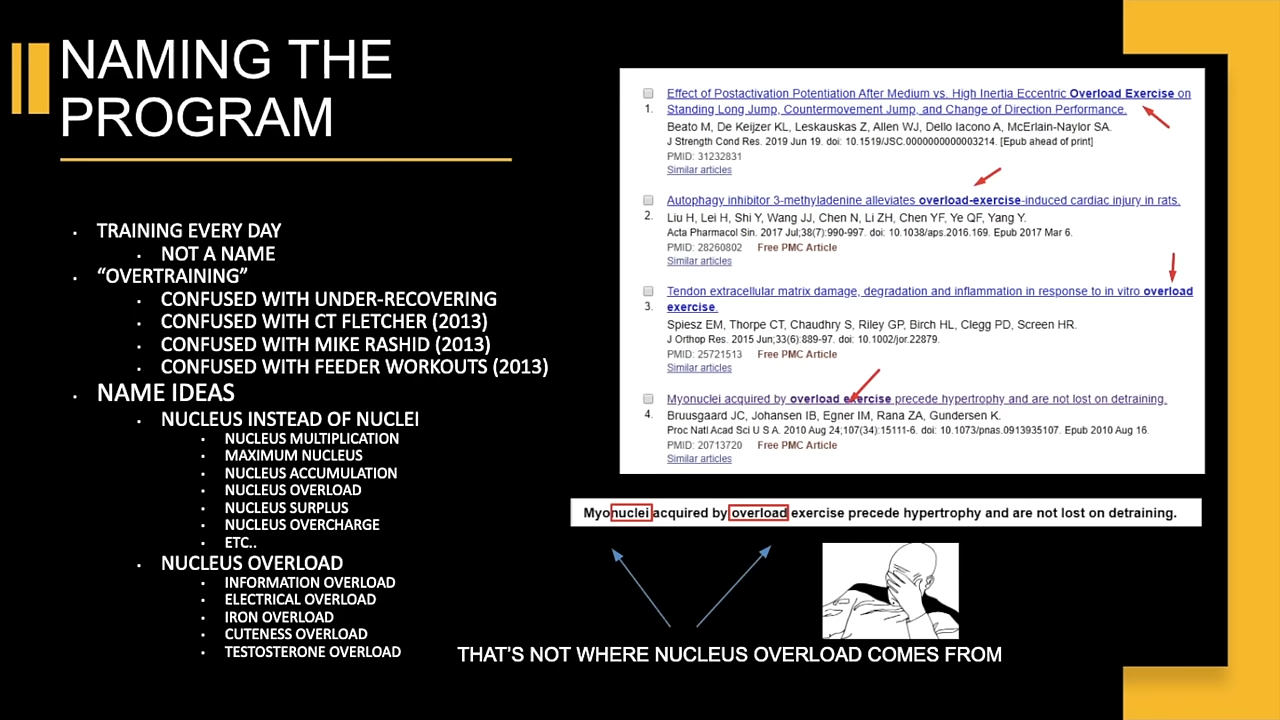 NAMING THE
PROGRAM
• TRAINING EVERY DAY
• NOT A NAME
• “OVERTRAINING”
• CONFUSED WITH UNDER-RECOVERING
• CONFUSED WITH CT FLETCHER (2013)
• CONFUSED WITH MIKE RASHID (2013)
• CONFUSED WITH FEEDER WORKOUTS (2013)
• NAME IDEAS
• NUCLEUS INSTEAD OF NUCLEI
• NUCLEUS MULTIPLICATION
• MAXIMUM NUCLEUS
• NUCLEUS ACCUMULATION
• NUCLEUS OVERLOAD
• NUCLEUS SURPLUS
• NUCLEUS OVERCHARGE
• ETC..
• NUCLEUS OVERLOAD
• INFORMATION OVERLOAD
• ELECTRICAL OVERLOAD
• IRON OVERLOAD
• CUTENESS OVERLOAD
• TESTOSTERONE OVERLOAD
Effect of Postactivation Potentiation After Medium vs. High Inertia Eccentric Overload Exercise on
1. Standing Long Jump, Countermovement Jump, and Change of Direction Performance.
Beato M, De Keijzer KL, Leskauskas Z, Allen WJ, Dello Iacono A, McErlain-Naylor SA.
J Strength Cond Res. 2019 Jun 19. doi: 10.1519/JSC.0000000000003214. [Epub ahead of print]
PMID: 31232831
Similar articles
Autophagy inhibitor 3-methyladenine alleviates overload-exercise-induced cardiac injury in rats.
2. Liu H, Lei H, Shi Y, Wang JJ, Chen N, Li ZH, Chen YF, Ye QF, Yang Y.
Acta Pharmacol Sin. 2017 Jul;38(7):990-997. doi: 10.1038/aps.2016.169. Epub 2017 Mar 6.
PMID: 28260802 Free PMC Article
Similar articles
Tendon extracellular matrix damage, degradation and inflammation in response to in vitro overload
3. exercise.
Spiesz EM, Thorpe CT, Chaudhry S, Riley GP, Birch HL, Clegg PD, Screen HR.
J Orthop Res. 2015 Jun;33(6):889-97. doi: 10.1002/jor.22879.
PMID: 25721513 Free PMC Article
Similar articles
Myonuclei acquired by overload exercise precede hypertrophy and are not lost on detraining.
4. Bruusgaard JC, Johansen IB, Egner IM, Rana ZA, Gundersen K.
Proc Natl Acad Sci U S A. 2010 Aug 24;107(34):15111-6. doi: 10.1073/pnas.0913935107. Epub 2010 Aug 16.
PMID: 20713720 Free PMC Article
Similar articles
Myonuclei acquired by overload exercise precede hypertrophy and are not lost on detraining.
THAT'S NOT WHERE NUCLEUS OVERLOAD COMES FROM